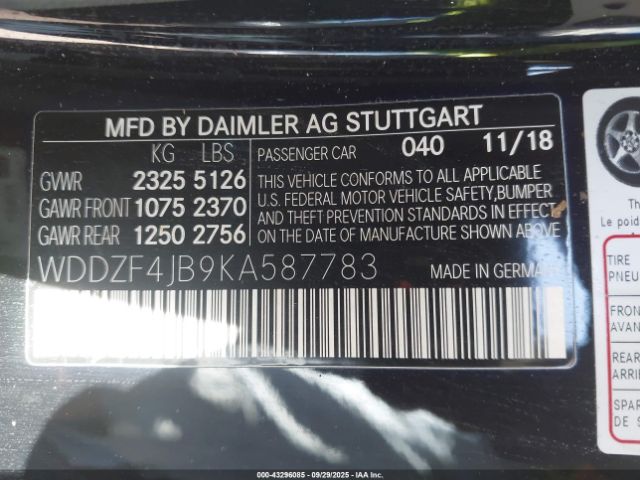 MFD BY DAIMLER AG STUTTGART
KG LBS
GVWR 2325 5126
GAWR FRONT 1075 2370
GAWR REAR 1250 2756
PASSENGER CAR 040 11/18
THIS VEHICLE CONFORMS TO ALL APPLICABLE
U.S. FEDERAL MOTOR VEHICLE SAFETY, BUMPER
AND THEFT PREVENTION STANDARDS IN EFFECT
ON THE DATE OF MANUFACTURE SHOWN ABOVE
WDDZF4JB9KA587783
MADE IN GERMANY
Th
Le poid
TIRE
PNEU
FRON
AVAN
REAR
ARRIE
SPAR
DE S
000-43296085 - 09/29/2025 - IAA, Inc.